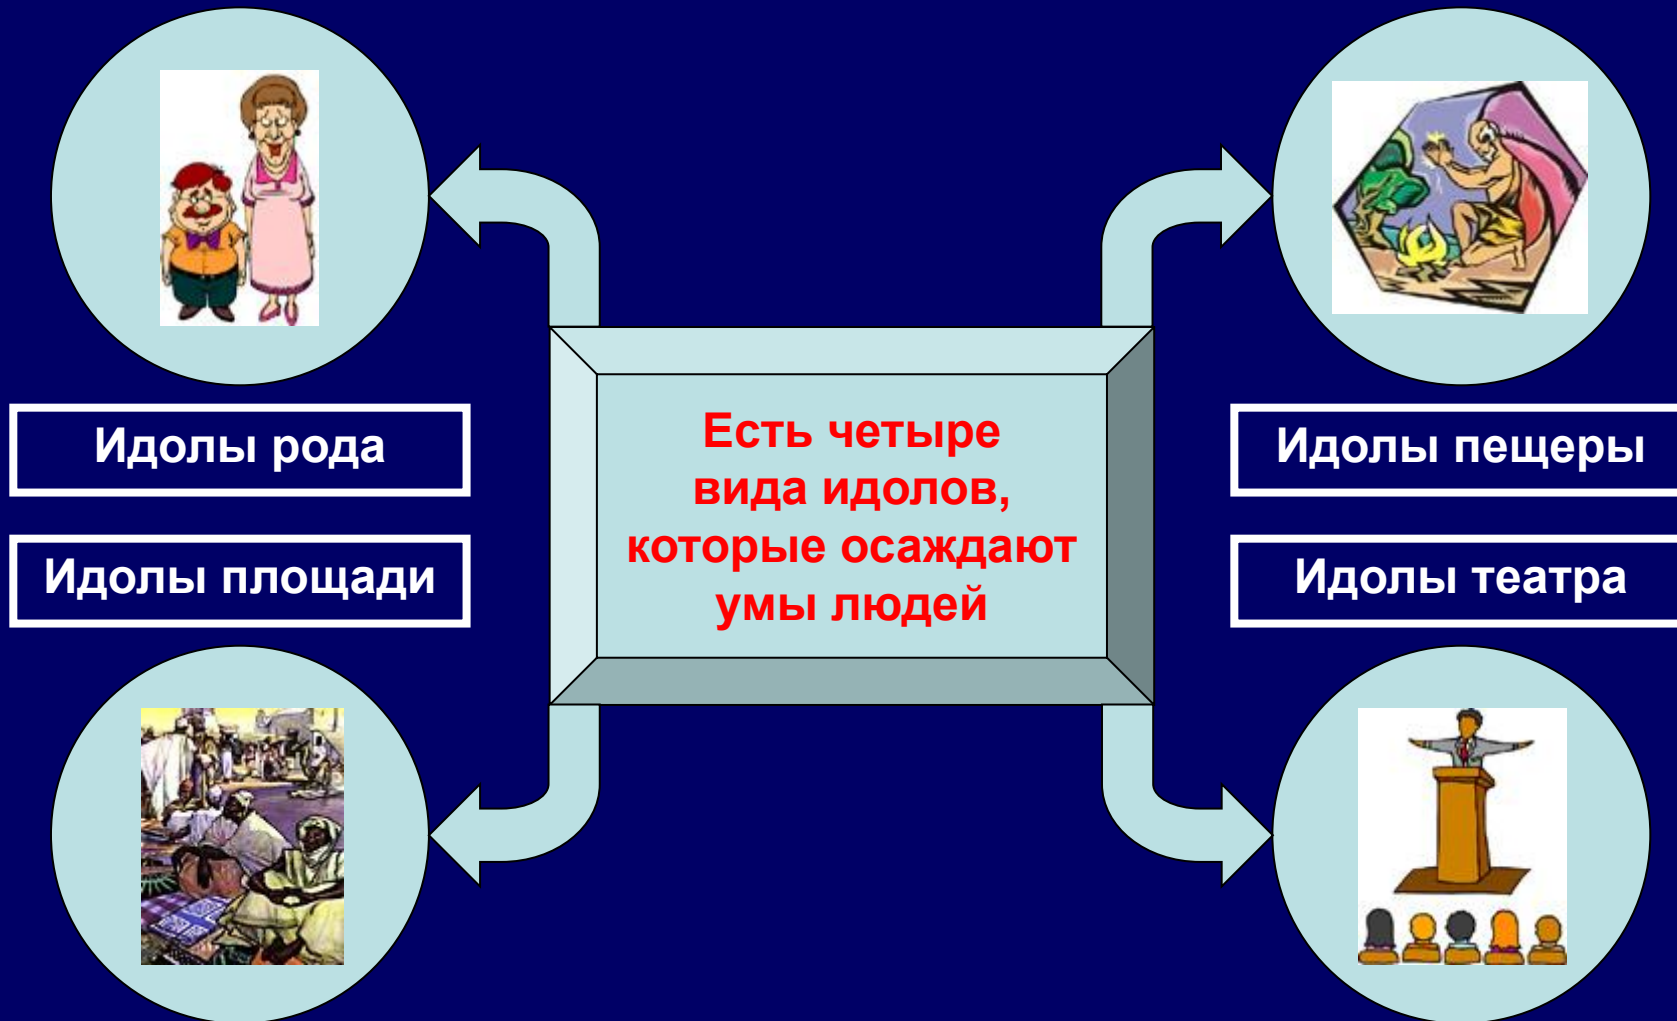 Идолы рода
Идолы площади
Есть четыре
вида идолов,
которые осаждают
умы людей
Идолы пещеры
Идолы театра